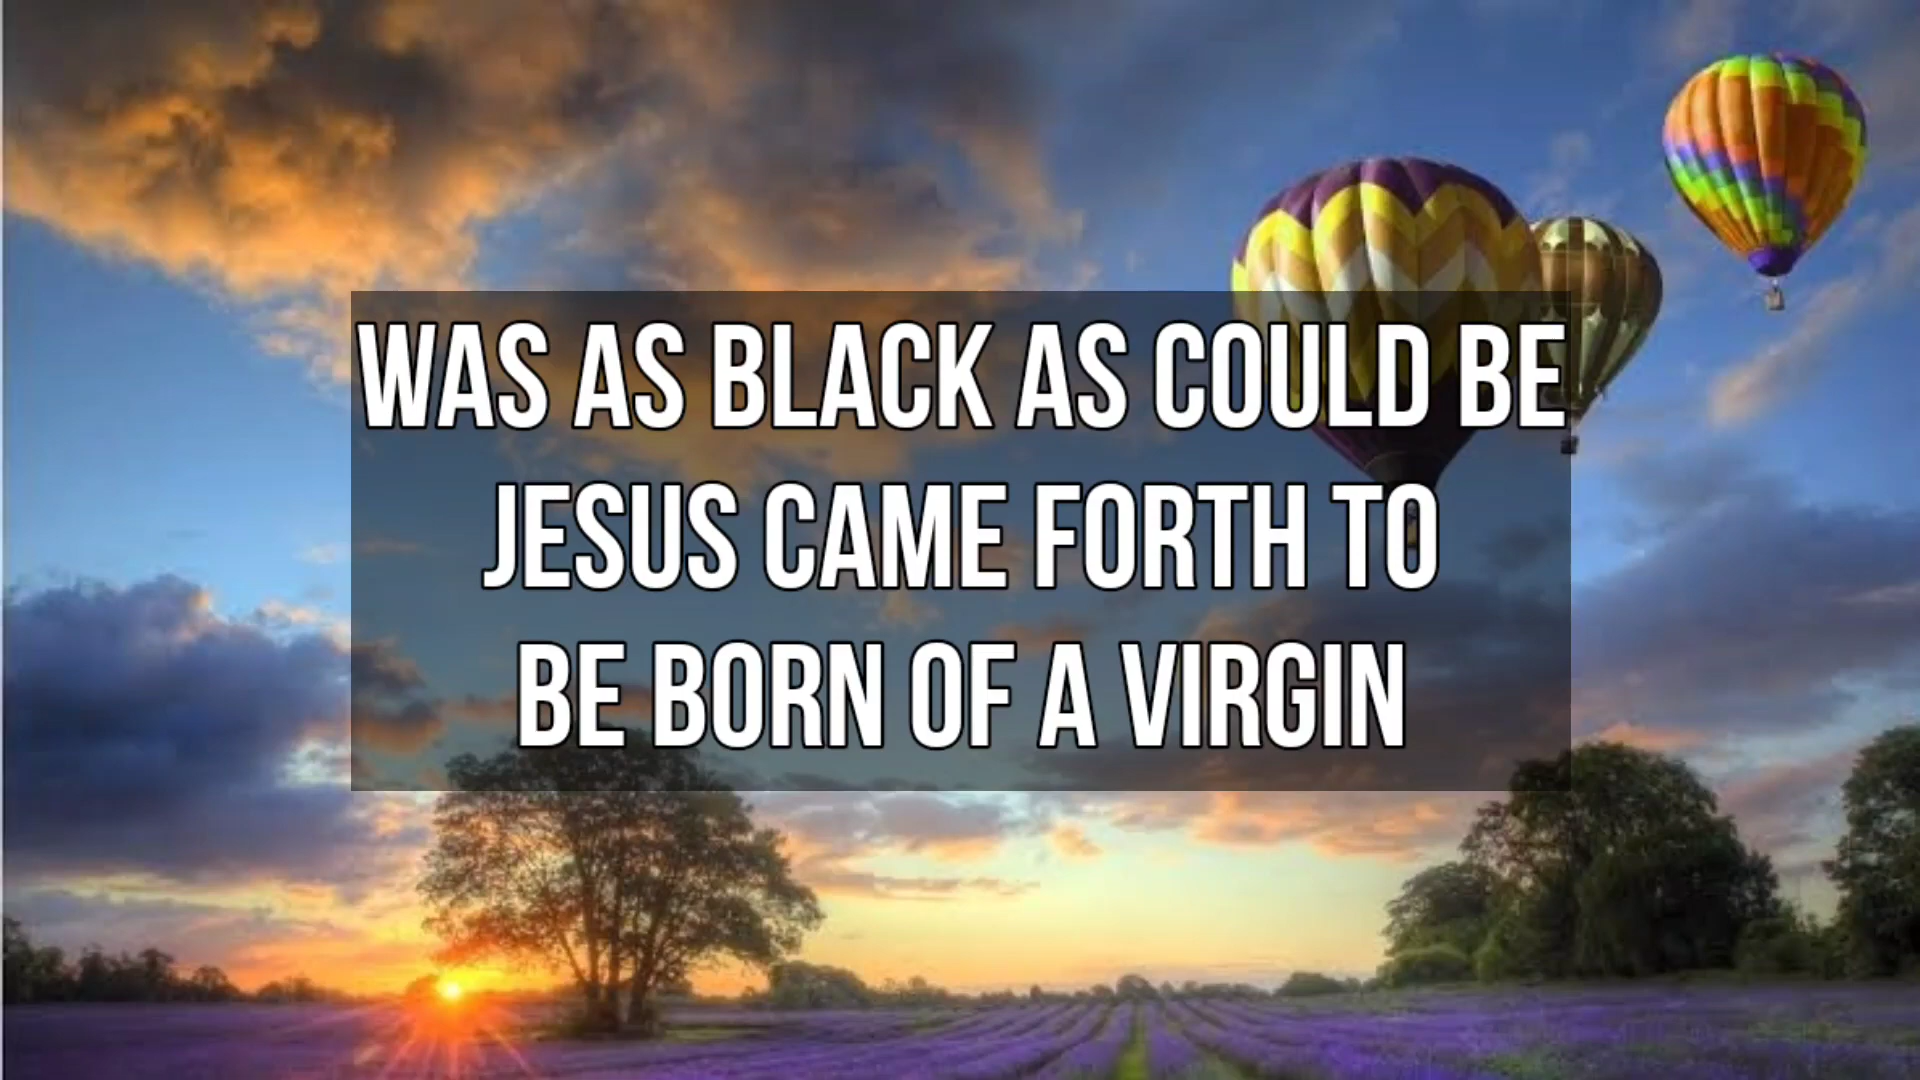 WAS AS BLACK AS COULD BE
JESUS CAME FORTH TO
BE BORN OF A VIRGIN